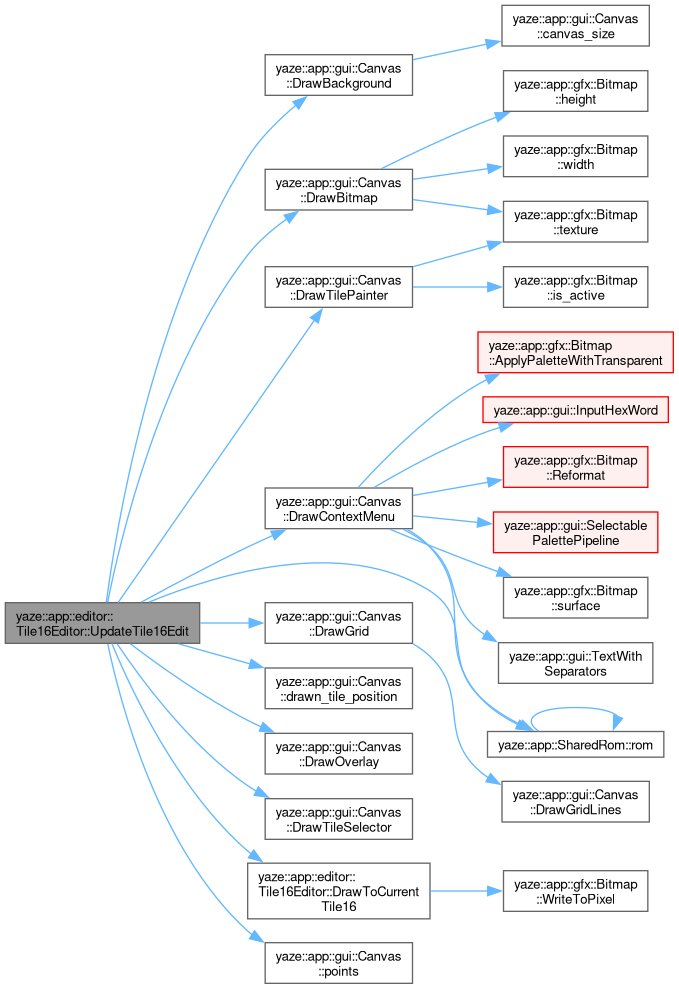 yaze::app::gui::Canvas
::canvas_size
yaze::app::gui::Canvas
::DrawBackground
yaze::app::gfx::Bitmap
::height
yaze::app::gfx::Bitmap
::width
yaze::app::gui::Canvas
::DrawBitmap
yaze::app::gfx::Bitmap
::texture
yaze::app::gui::Canvas
::DrawTilePainter
yaze::app::gfx::Bitmap
::is_active
yaze::app::gfx::Bitmap
::ApplyPaletteWithTransparent
yaze::app::gui::InputHexWord
yaze::app::gfx::Bitmap
::Reformat
yaze::app::gui::Canvas
::DrawContextMenu
yaze::app::gui::Selectable
PalettePipeline
yaze::app::gfx::Bitmap
::surface
yaze::app::editor::
Tile16Editor::UpdateTile16Edit
yaze::app::gui::Canvas
::DrawGrid
yaze::app::gui::TextWith
Separators
yaze::app::gui::Canvas
::drawn_tile_position
yaze::app::gui::Canvas
::DrawOverlay
yaze::app::SharedRom::rom
yaze::app::gui::Canvas
::DrawGridLines
yaze::app::gui::Canvas
::DrawTileSelector
yaze::app::editor::
Tile16Editor::DrawToCurrent
Tile16
yaze::app::gfx::Bitmap
::WriteToPixel
yaze::app::gui::Canvas
::points